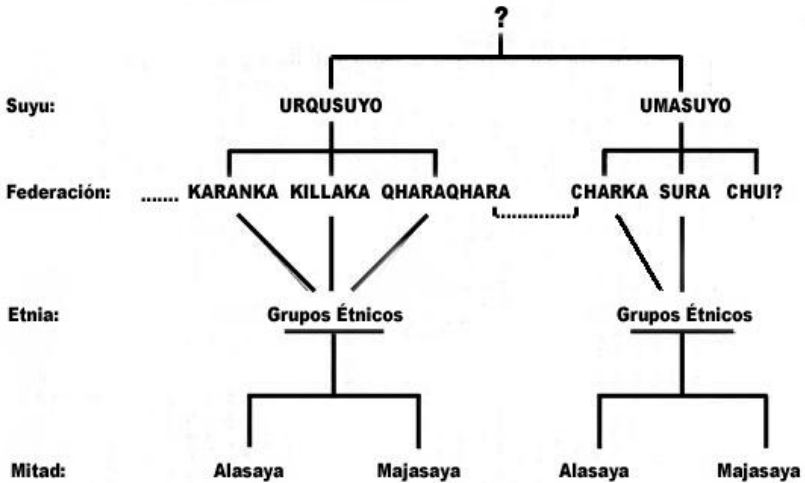 ?
Suyu: URQUSUYO UMASUYO
Federación: ....... KARANKA KILLAKA QHARAQHARA CHARKA SURA CHUI?
Etnia: Grupos Étnicos Grupos Étnicos
Mitad: Alasaya Majasaya Alasaya Majasaya